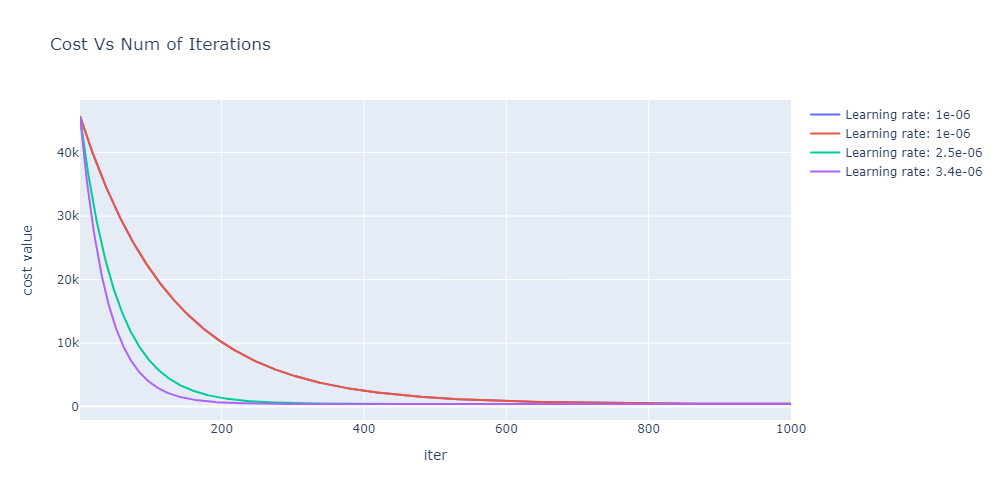 Cost Vs Num of Iterations
Learning rate: 1e-06
Learning rate: 1e-06
Learning rate: 2.5e-06
Learning rate: 3.4e-06
cost value
40k
30k
20k
10k
0
200
400
600
800
1000
iter